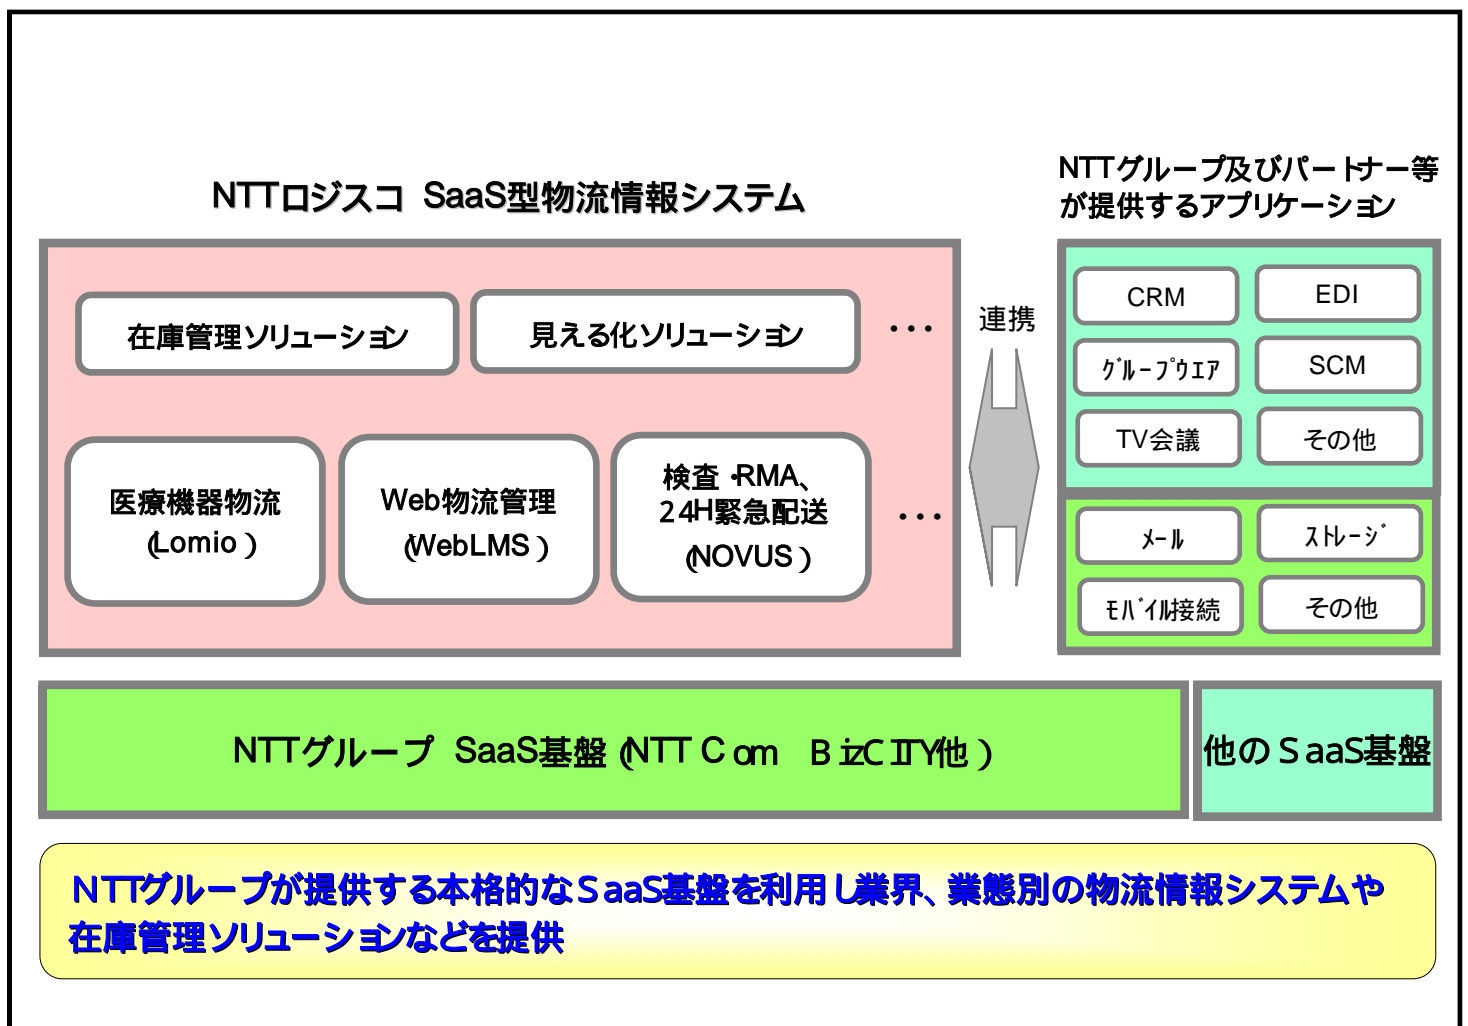 NTTロジスコ SaaS型物流情報システム
NTTグループ及びパートナー等
が提供するアプリケーション
在庫管理ソリューション
見える化ソリューション
・・・
医療機器物流
(Lomio)
Web物流管理
(WebLMS)
検査・RMA、
24H緊急配送
(NOVUS)
・・・
連携
CRM
EDI
ｸﾞﾙｰﾌﾟｳｴｱ
SCM
TV会議
その他
ﾒｰﾙ
ｽﾄﾚｰｼﾞ
ﾓﾊﾞｲﾙ接続
その他
NTTグループ SaaS基盤(NTT Com BizCITY他)
他のSaaS基盤
NTTグループが提供する本格的なSaaS基盤を利用し業界、業態別の物流情報システムや
在庫管理ソリューションなどを提供